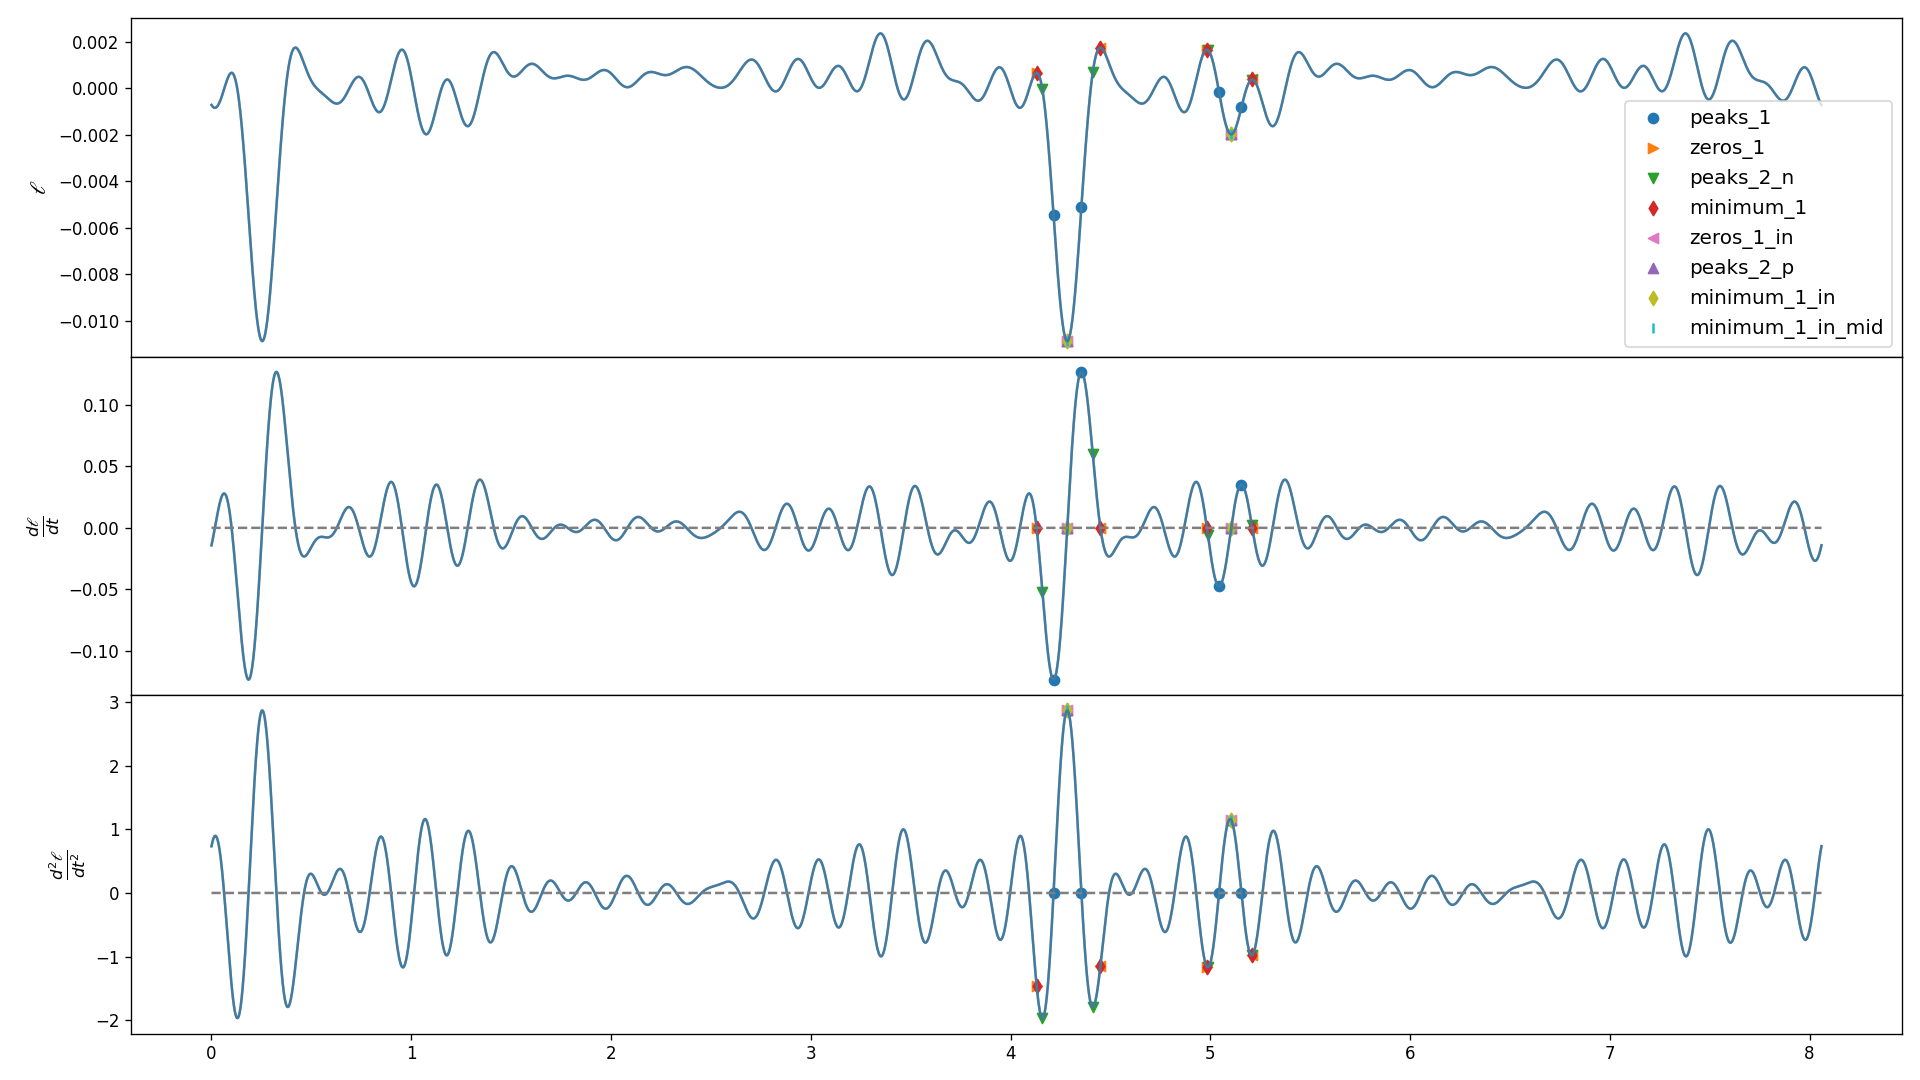 0.002
0.000
−0.002
−0.004
−0.006
−0.008
−0.010
ℓ
peaks_1
zeros_1
peaks_2_n
minimum_1
zeros_1_in
peaks_2_p
minimum_1_in
minimum_1_in_mid
0.10
0.05
0.00
−0.05
−0.10
dℓ/dt
3
2
1
0
−1
−2
d²ℓ/dt²
0 1 2 3 4 5 6 7 8